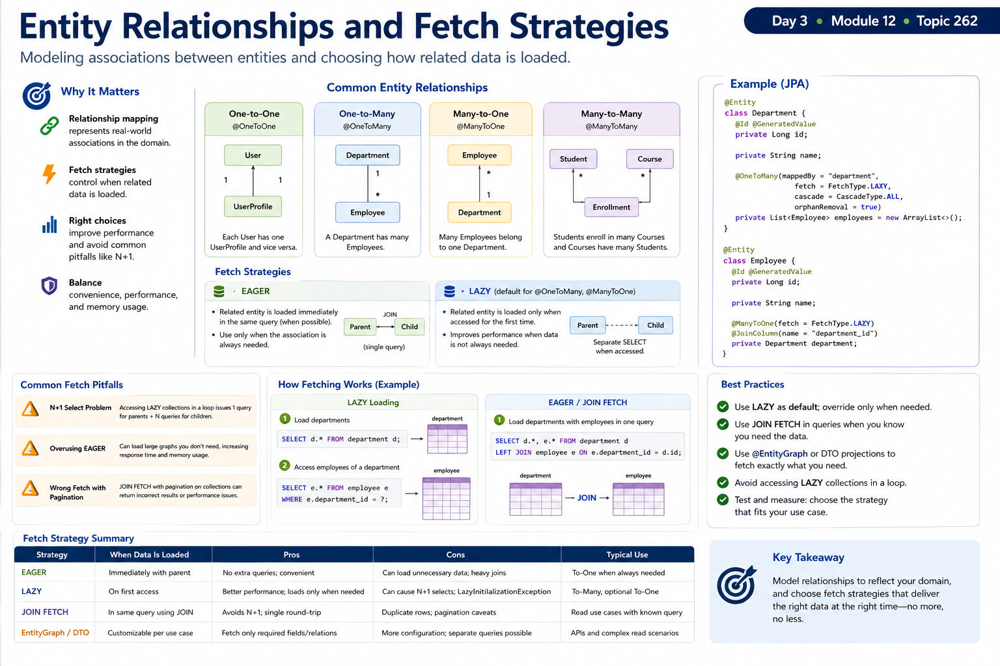 Entity Relationships and Fetch Strategies
Day 3 • Module 12 • Topic 262
Modeling associations between entities and choosing how related data is loaded.
Why It Matters
Relationship mapping
represents real-world
associations in the domain.
Fetch strategies
control when related
data is loaded.
Right choices
improve performance
and avoid common
pitfalls like N+1.
Balance
convenience, performance,
and memory usage.
Common Entity Relationships
One-to-One
@OneToOne
User
1 1
UserProfile
Each User has one
UserProfile and vice versa.
One-to-Many
@OneToMany
Department
1
*
Employee
A Department has many
Employees.
Many-to-One
@ManyToOne
Employee
*
1
Department
Many Employees belong
to one Department.
Many-to-Many
@ManyToMany
Student Course
* *
Enrollment
Students enroll in many Courses
and Courses have many Students.
Fetch Strategies
EAGER
• Related entity is loaded immediately
in the same query (when possible).
• Use only when the association is
always needed.
JOIN
Parent Child
(single query)
LAZY (default for @OneToMany, @ManyToOne)
• Related entity is loaded only when
accessed for the first time.
• Improves performance when data
is not always needed.
Parent Child
Separate SELECT
when accessed.
Example (JPA)
@Entity
class Department {
@Id @GeneratedValue
private Long id;
private String name;
@OneToMany(mappedBy = "department",
fetch = FetchType.LAXY,
cascade = CascadeType.ALL,
orphanRemoval = true)
private List<Employee> employees = new ArrayList<>();
}
@Entity
class Employee {
@Id @GeneratedValue
private Long id;
private String name;
@ManyToOne(fetch = FetchType.LAZY)
@JoinColumn(name = "department_id")
private Department department;
}
Common Fetch Pitfalls
N+1 Select Problem
Accessing LAZY collections in a loop issues 1 query
for parents + N queries for children.
Overusing EAGER
Can load large graphs you don't need, increasing
response time and memory usage.
Wrong Fetch with
Pagination
JOIN FETCH with pagination on collections can
return incorrect results or performance issues.
How Fetching Works (Example)
LAZY Loading
1 Load departments
SELECT d.* FROM department d;
department
2 Access employees of a department
SELECT e.* FROM employee e
WHERE e.department_id = ?;
employee
EAGER / JOIN FETCH
1 Load departments with employees in one query
SELECT d.*, e.* FROM department d
LEFT JOIN employee e ON e.department_id = d.id;
department employee
JOIN
Best Practices
Use LAZY as default; override only when needed.
Use JOIN FETCH in queries when you know
you need the data.
Use @EntityGraph or DTO projections to
fetch exactly what you need.
Avoid accessing LAZY collections in a loop.
Test and measure: choose the strategy
that fits your use case.
Fetch Strategy Summary
Strategy When Data Is Loaded Pros Cons Typical Use
EAGER Immediately with parent No extra queries; convenient Can load unnecessary data; heavy joins To-One when always needed
LAZY On first access Better performance; loads only when needed Can cause N+1 selects; LazyInitilalizationException To-Many, optional To-One
JOIN FETCH In same query using JOIN Avoids N+1; single round-trip Duplicate rows; pagination caveats Read use cases with known query
EntityGraph / DTO Customizable per use case Fetch only required fields/relations More configuration; separate queries possible APIs and complex read scenarios
Key Takeaway
Model relationships to reflect your domain,
and choose fetch strategies that deliver
the right data at the right time—no more,
no less.